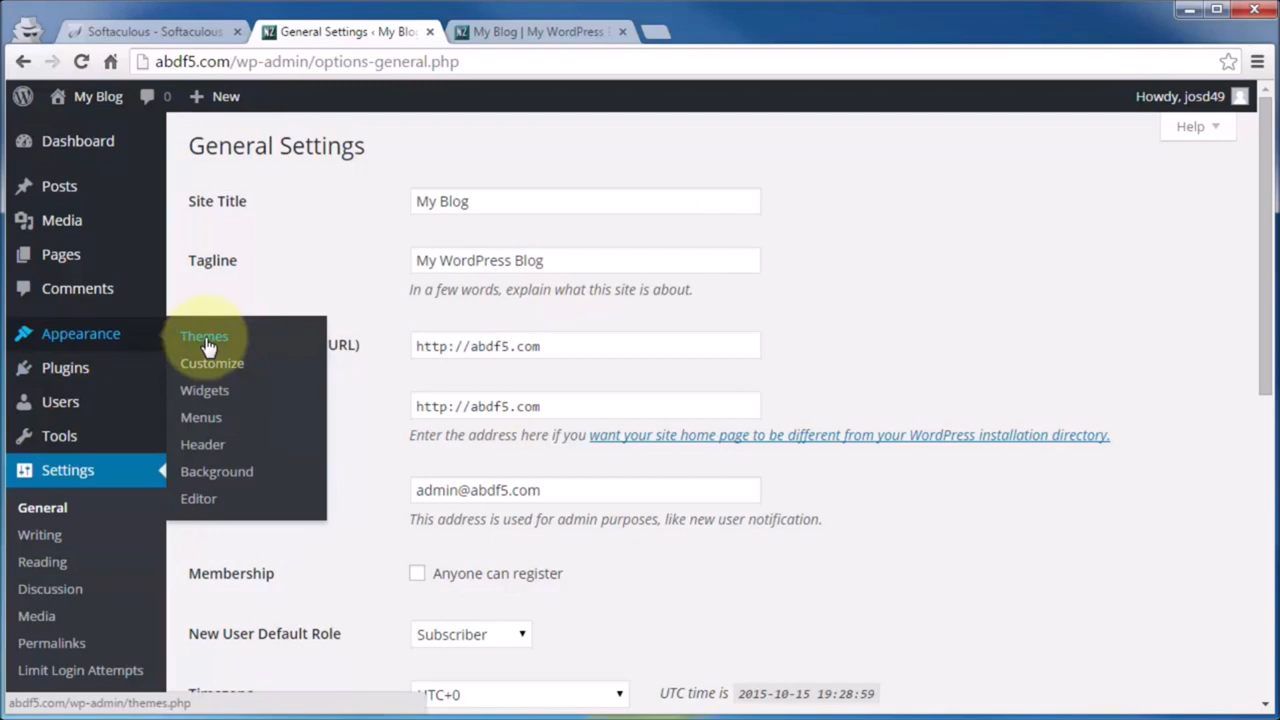 Softaculous - Softaculous
General Settings ‹ My Blog
My Blog | My WordPress
abdf5.com/wp-admin/options-general.php
My Blog
0
New
Howdy, josd49
Help
Dashboard
Posts
Media
Pages
Comments
Appearance
Plugins
Users
Tools
Settings
General
Writing
Reading
Discussion
Media
Permalinks
Limit Login Attempts
Themes
Customize
Widgets
Menus
Header
Background
Editor
General Settings
Site Title
My Blog
Tagline
My WordPress Blog
In a few words, explain what this site is about.
URL)
http://abdf5.com
http://abdf5.com
Enter the address here if you want your site home page to be different from your WordPress installation directory.
admin@abdf5.com
This address is used for admin purposes, like new user notification.
Membership
Anyone can register
New User Default Role
Subscriber
Timezone
UTC+0
UTC time is 2015-10-15 19:28:59
abdf5.com/wp-admin/themes.php